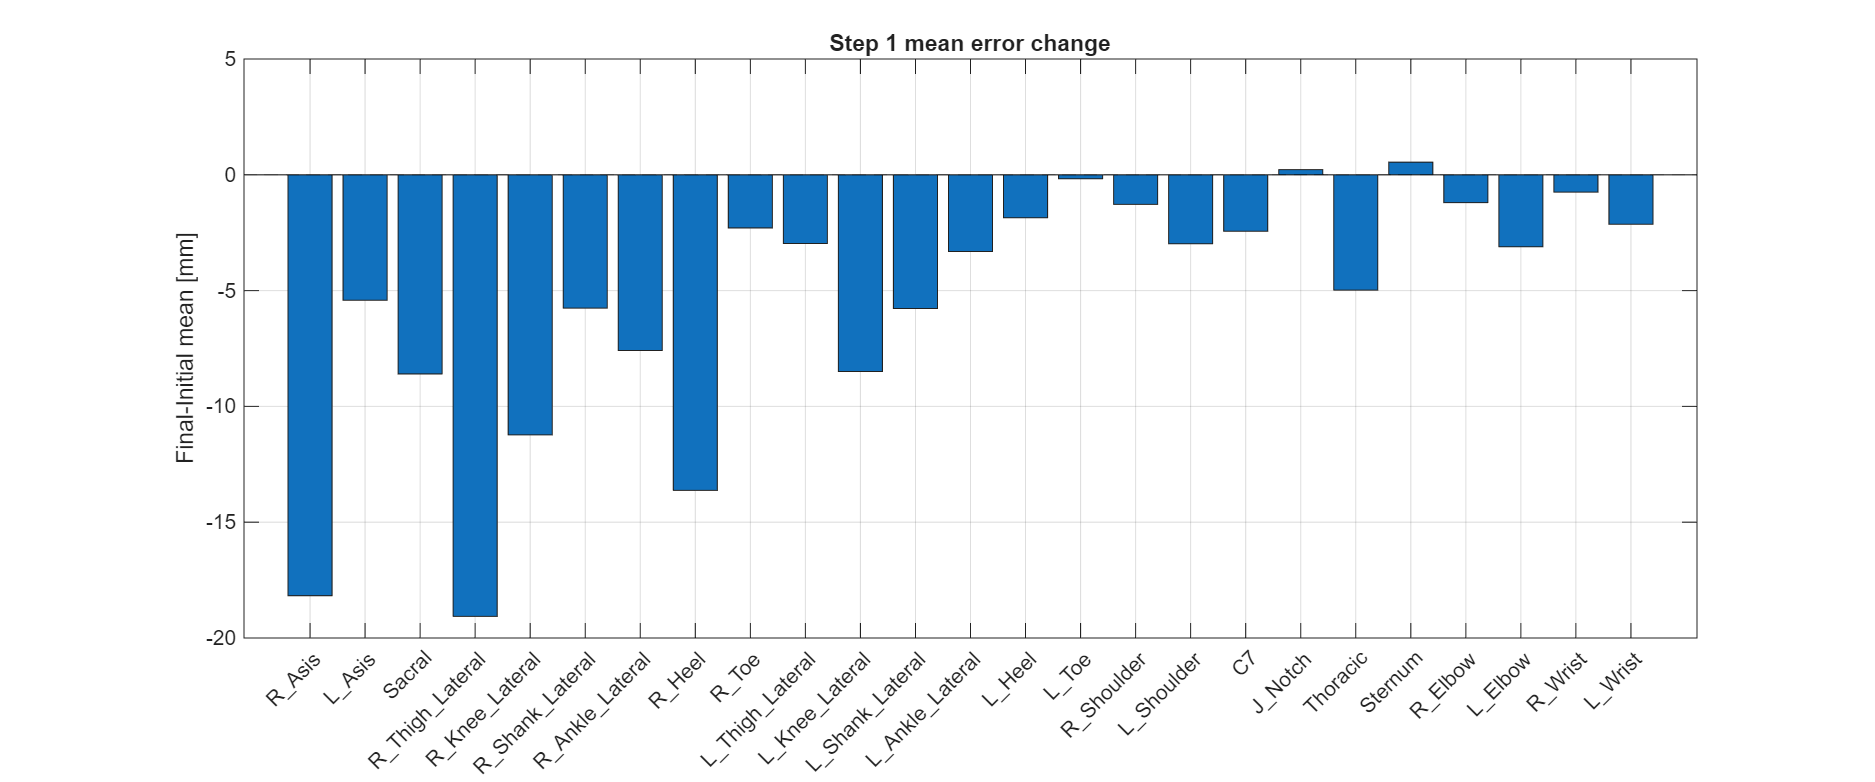 Step 1 mean error change
Final-Initial mean [mm]
5
0
-5
-10
-15
-20
R_Asis
L_Asis
Sacral
R_Thigh_Lateral
R_Knee_Lateral
R_Shank_Lateral
R_Ankle_Lateral
R_Heel
R_Toe
L_Thigh_Lateral
L_Knee_Lateral
L_Shank_Lateral
L_Ankle_Lateral
L_Heel
L_Toe
R_Shoulder
L_Shoulder
C7
J_Notch
Thoracic
Sternum
R_Elbow
L_Elbow
R_Wrist
L_Wrist